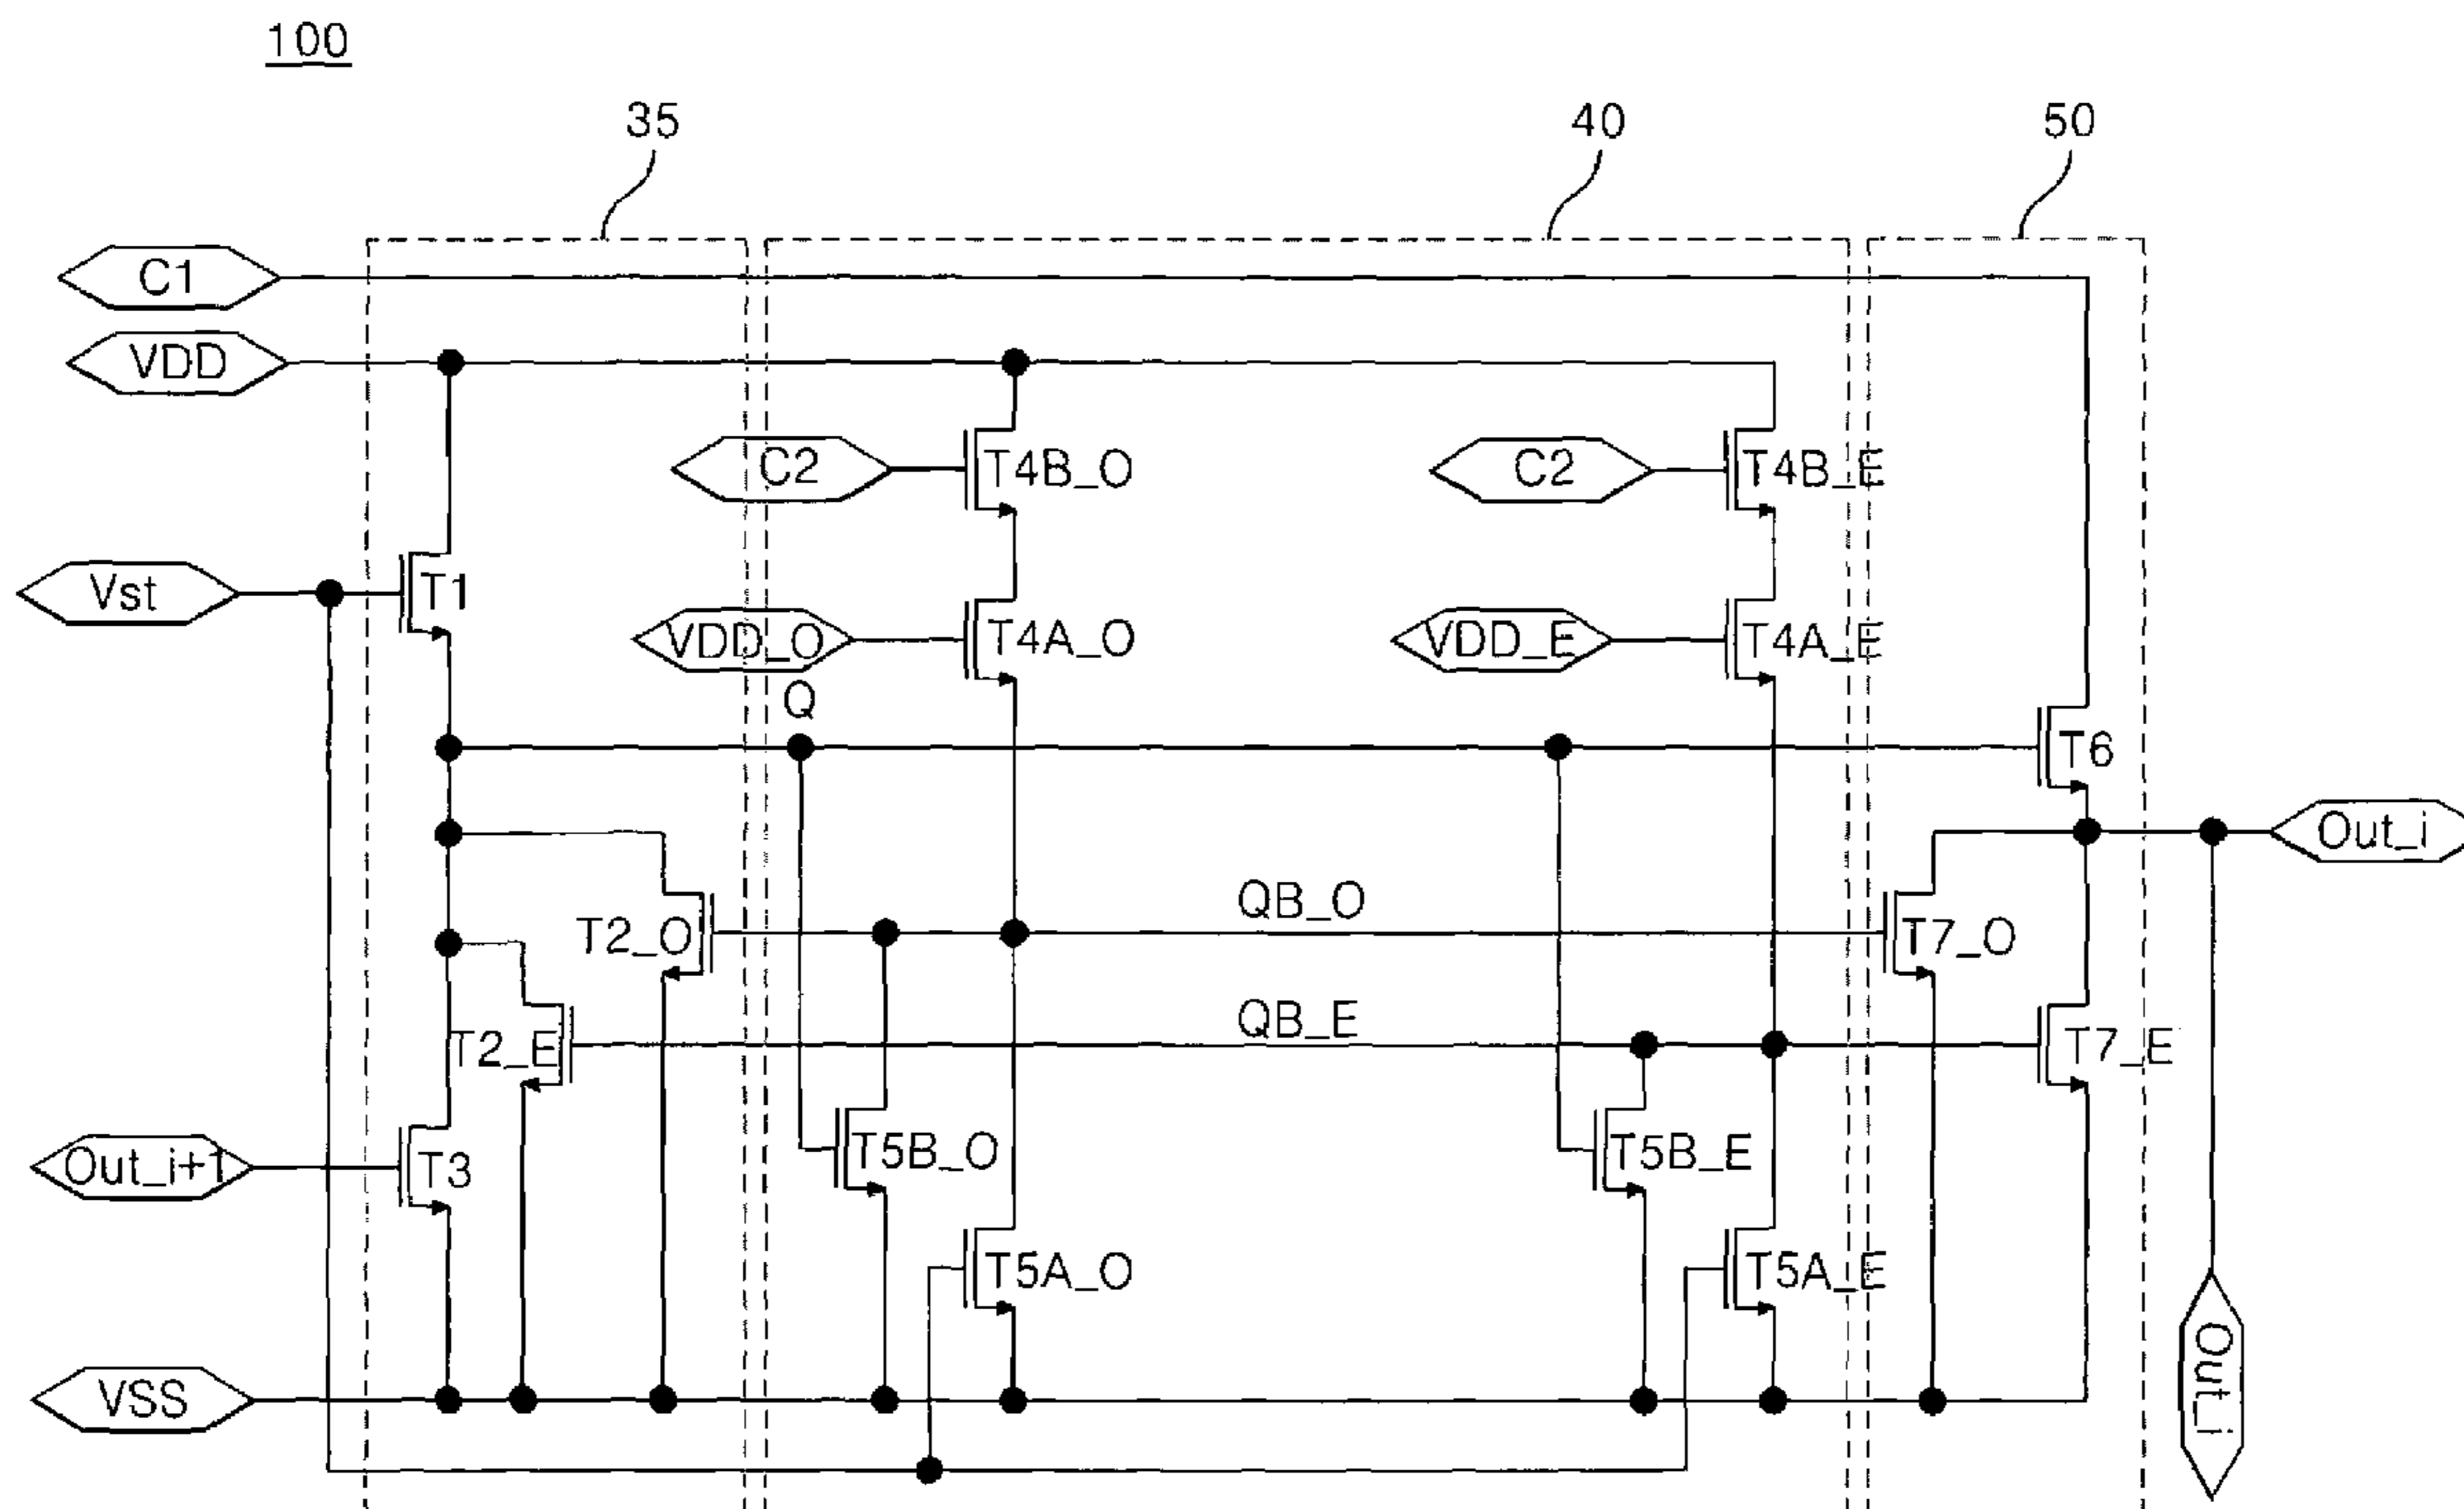 100
35
40
50
C1
VDD
C2
T4B_O
C2
T4B_E
Vst
T1
VDD_O
T4A_O
VDD_E
T4A_E
Q
T6
Out_i
QB_O
T2_O
T7_O
QB_E
T2_E
T7_E
T5B_O
T5B_E
Out_i+1
T3
T5A_O
T5A_E
VSS
Out_i